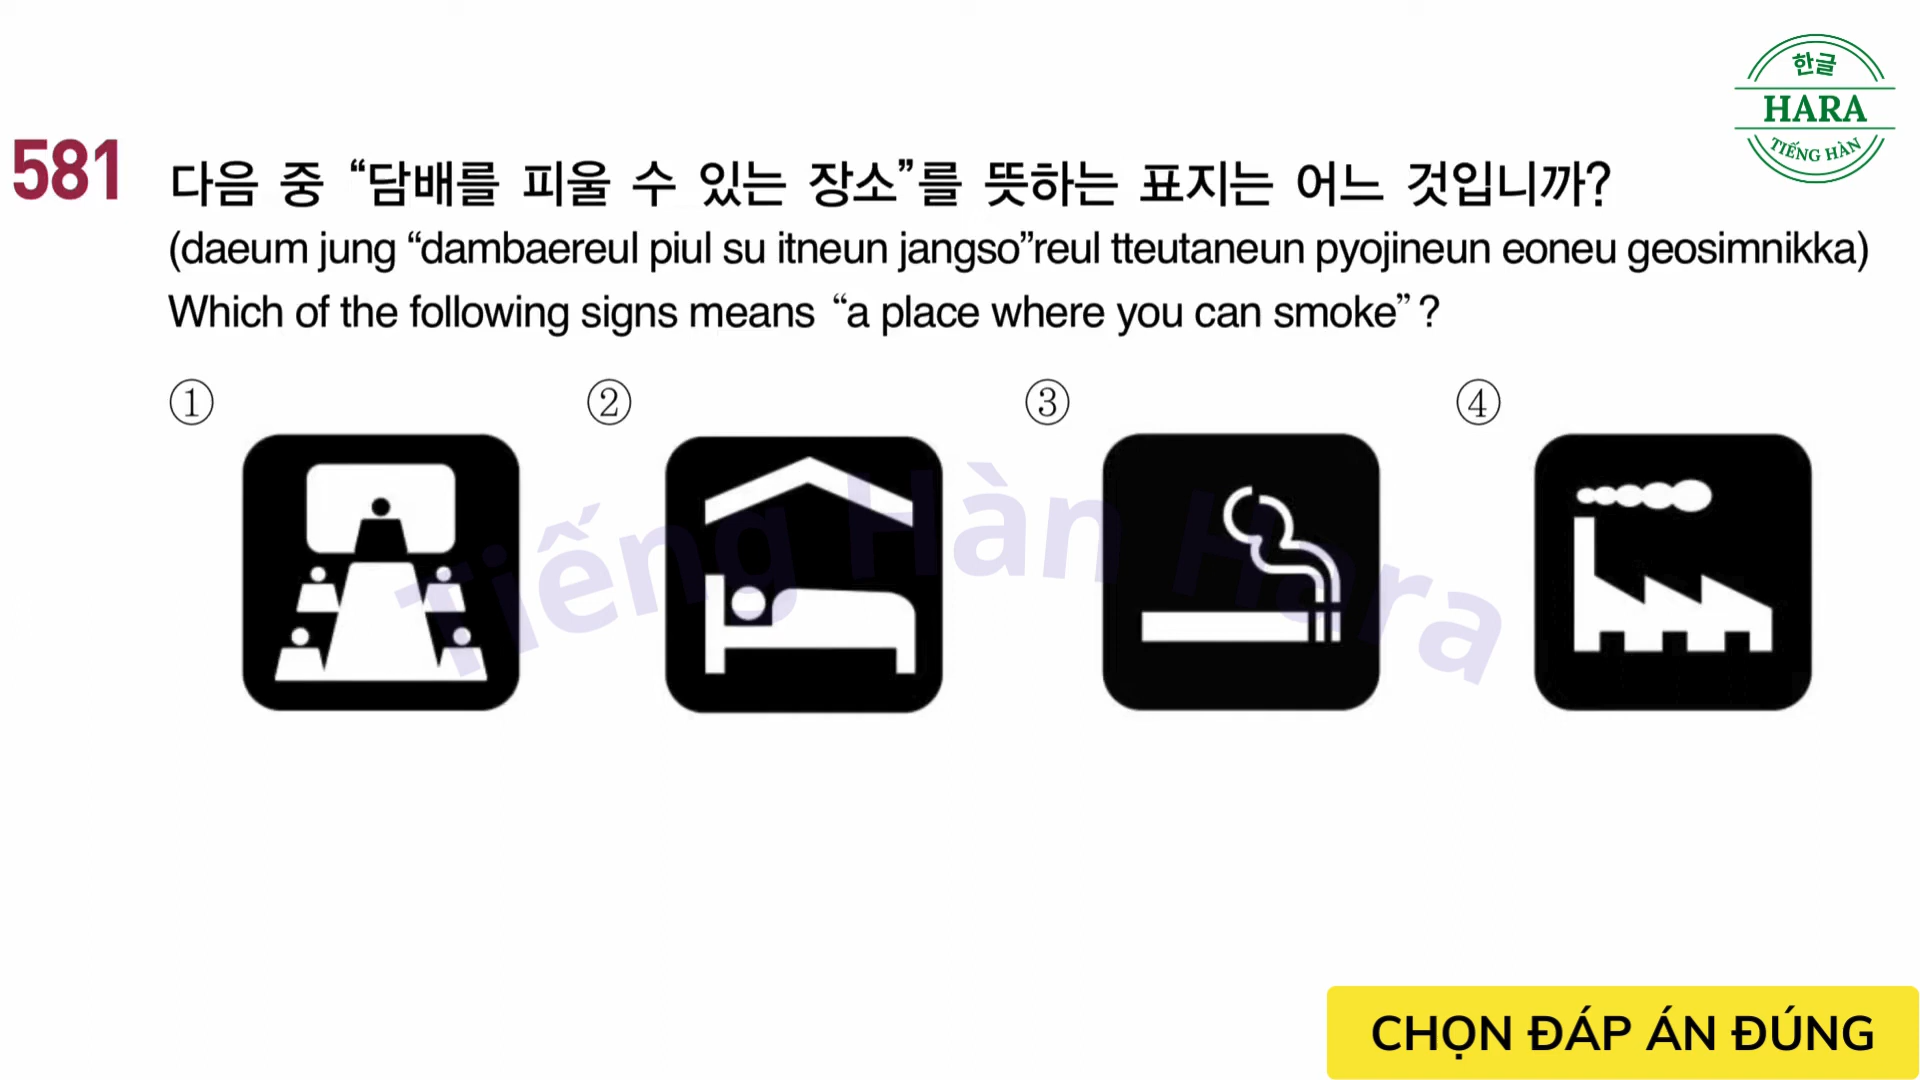 한글
HARA
TIẾNG HÀN
581 다음 중 “담배를 피울 수 있는 장소”를 뜻하는 표지는 어느 것입니까?
(daeum jung “dambaereul piul su itneun jangso”reul tteutaneun pyojineun eoneu geosimnikka)
Which of the following signs means “a place where you can smoke” ?
① ② ③ ④
Tiếng Hàn Hara
CHỌN ĐÁP ÁN ĐÚNG